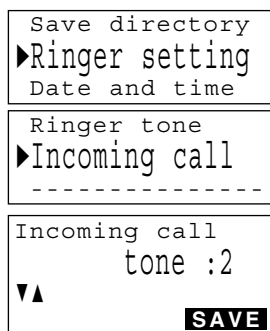 Save directory
▶Ringer setting
Date and time
Ringer tone
▶Incoming call
---------------
Incoming call
tone :2
▼▲
SAVE